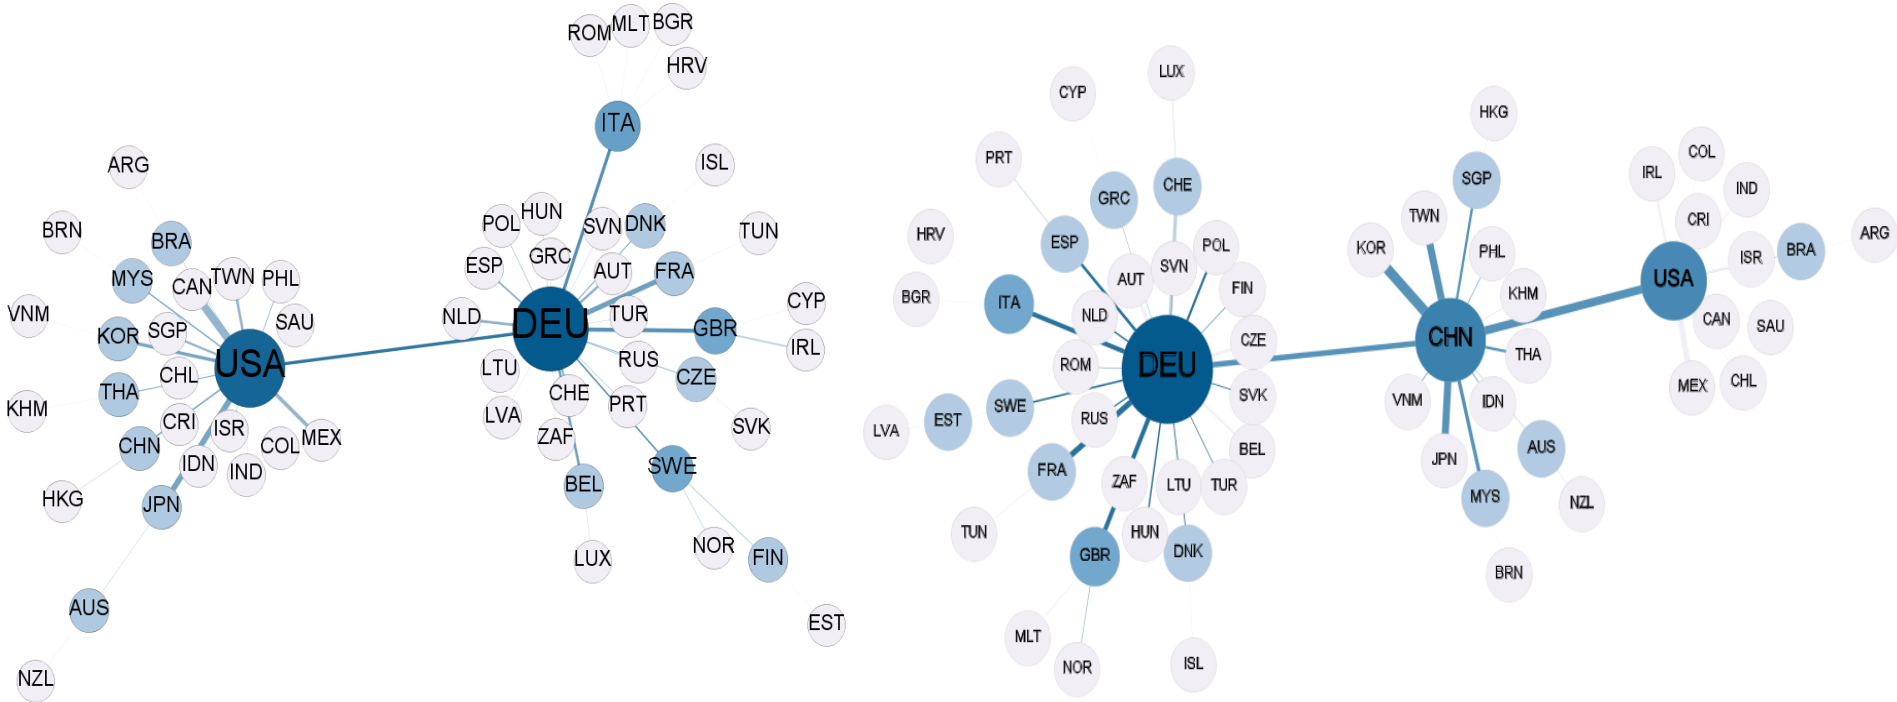 ROM
MLT
BGR
HRV
ITA
ARG
ISL
BRN
BRA
POL
HUN
SVN
DNK
TUN
MYS
CAN
TWN
PHL
ESP
GRC
AUT
FRA
VNM
KOR
SGP
SAU
NLD
DEU
TUR
GBR
CYP
IRL
USA
RUS
CZE
KHM
THA
CHL
LTU
CHE
PRT
CRI
ISR
LVA
ZAF
SVK
CHN
IDN
IND
COL
MEX
SWE
HKG
JPN
BEL
NOR
FIN
LUX
AUS
EST
NZL
LUX
CYP
PRT
GRC
CHE
HRV
ESP
POL
BGR
ITA
AUT
SVN
FIN
NLD
CZE
ROM
DEU
SWE
SVK
LVA
EST
RUS
BEL
FRA
ZAF
LTU
TUR
TUN
GBR
HUN
DNK
MLT
NOR
ISL
HKG
SGP
TWN
KOR
PHL
KHM
CHN
THA
VNM
IDN
JPN
AUS
MYS
NZL
BRN
COL
IRL
IND
CRI
ISR
BRA
ARG
USA
CAN
SAU
MEX
CHL